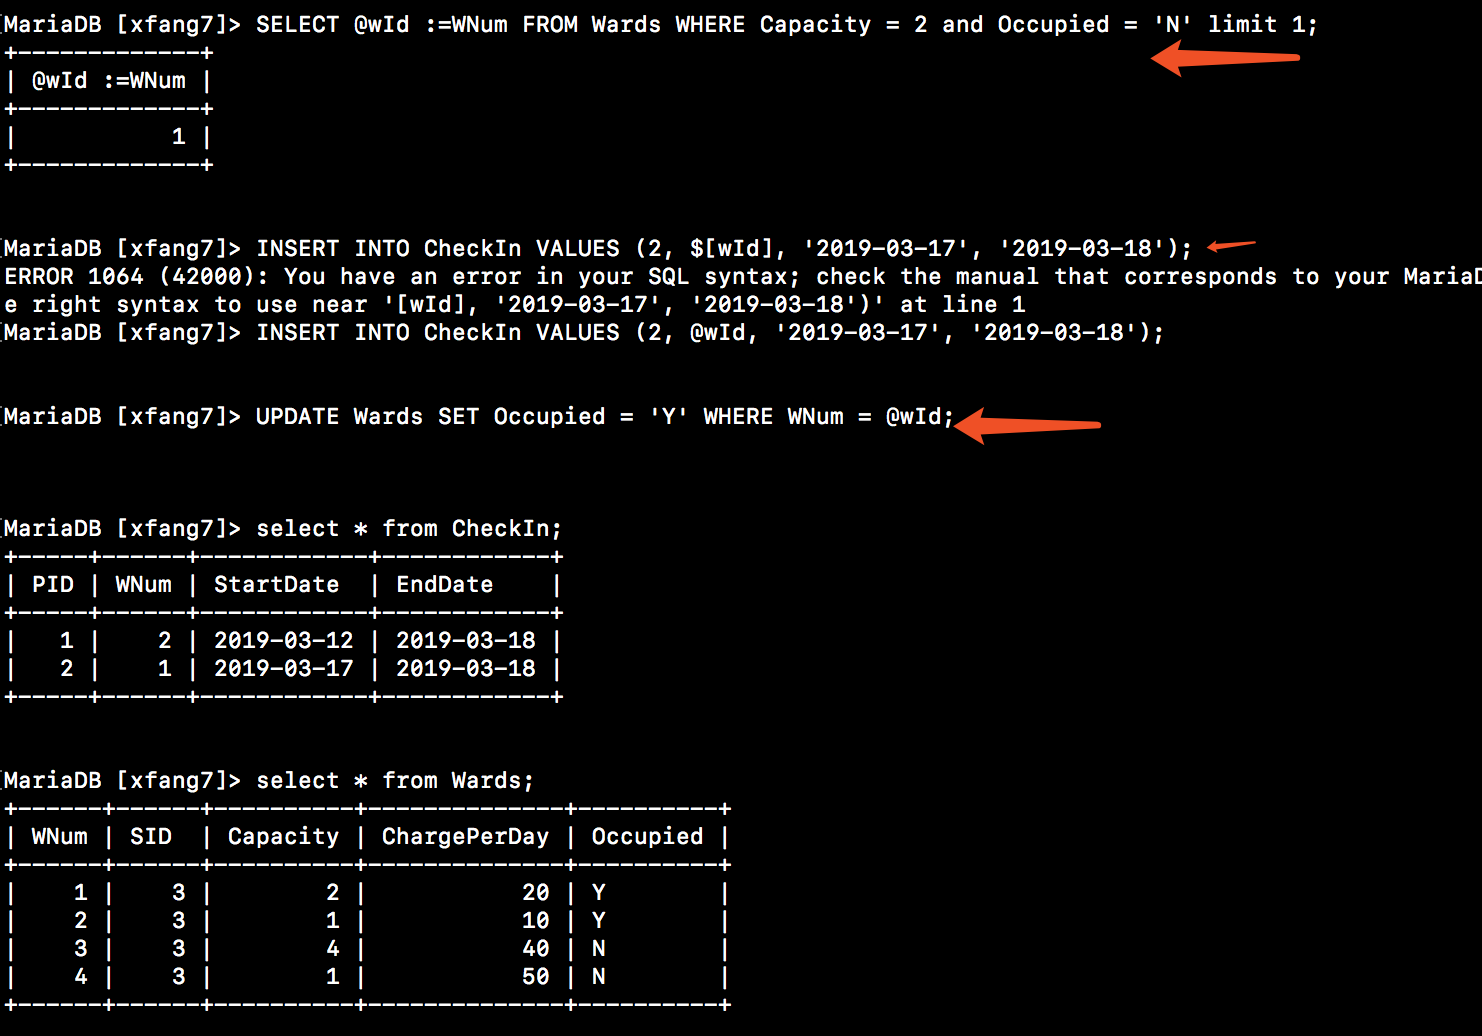 [MariaDB [xfang7]> SELECT @wId :=WNum FROM Wards WHERE Capacity = 2 and Occupied = 'N' limit 1;
+-------------+
| @wId :=WNum |
+-------------+
|           1 |
+-------------+
[MariaDB [xfang7]> INSERT INTO CheckIn VALUES (2, $[wId], '2019-03-17', '2019-03-18');
ERROR 1064 (42000): You have an error in your SQL syntax; check the manual that corresponds to your MariaD
e right syntax to use near '[wId], '2019-03-17', '2019-03-18')' at line 1
[MariaDB [xfang7]> INSERT INTO CheckIn VALUES (2, @wId, '2019-03-17', '2019-03-18');
[MariaDB [xfang7]> UPDATE Wards SET Occupied = 'Y' WHERE WNum = @wId;
[MariaDB [xfang7]> select * from CheckIn;
+-----+------+------------+------------+
| PID | WNum | StartDate  | EndDate    |
+-----+------+------------+------------+
|   1 |    2 | 2019-03-12 | 2019-03-18 |
|   2 |    1 | 2019-03-17 | 2019-03-18 |
+-----+------+------------+------------+
[MariaDB [xfang7]> select * from Wards;
+------+------+----------+--------------+----------+
| WNum | SID  | Capacity | ChargePerDay | Occupied |
+------+------+----------+--------------+----------+
|    1 |    3 |        2 |           20 | Y        |
|    2 |    3 |        1 |           10 | Y        |
|    3 |    3 |        4 |           40 | N        |
|    4 |    3 |        1 |           50 | N        |
+------+------+----------+--------------+----------+